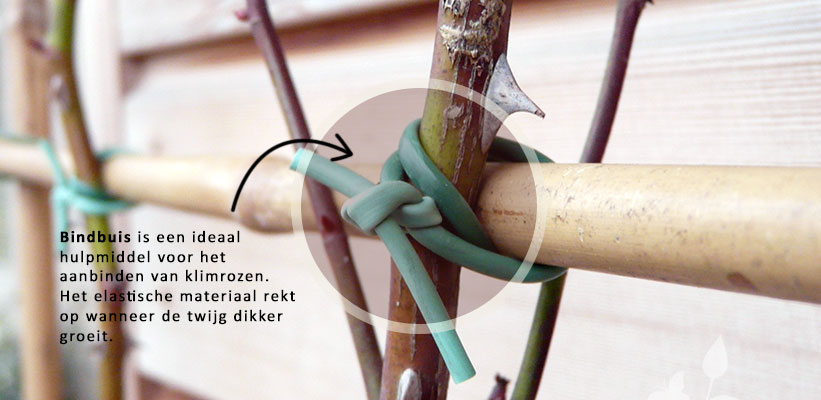 Bindbuis is een ideaal
hulpmiddel voor het
aanbinden van klimrozen.
Het elastische materiaal rekt
op wanneer de twijg dikker
groeit.